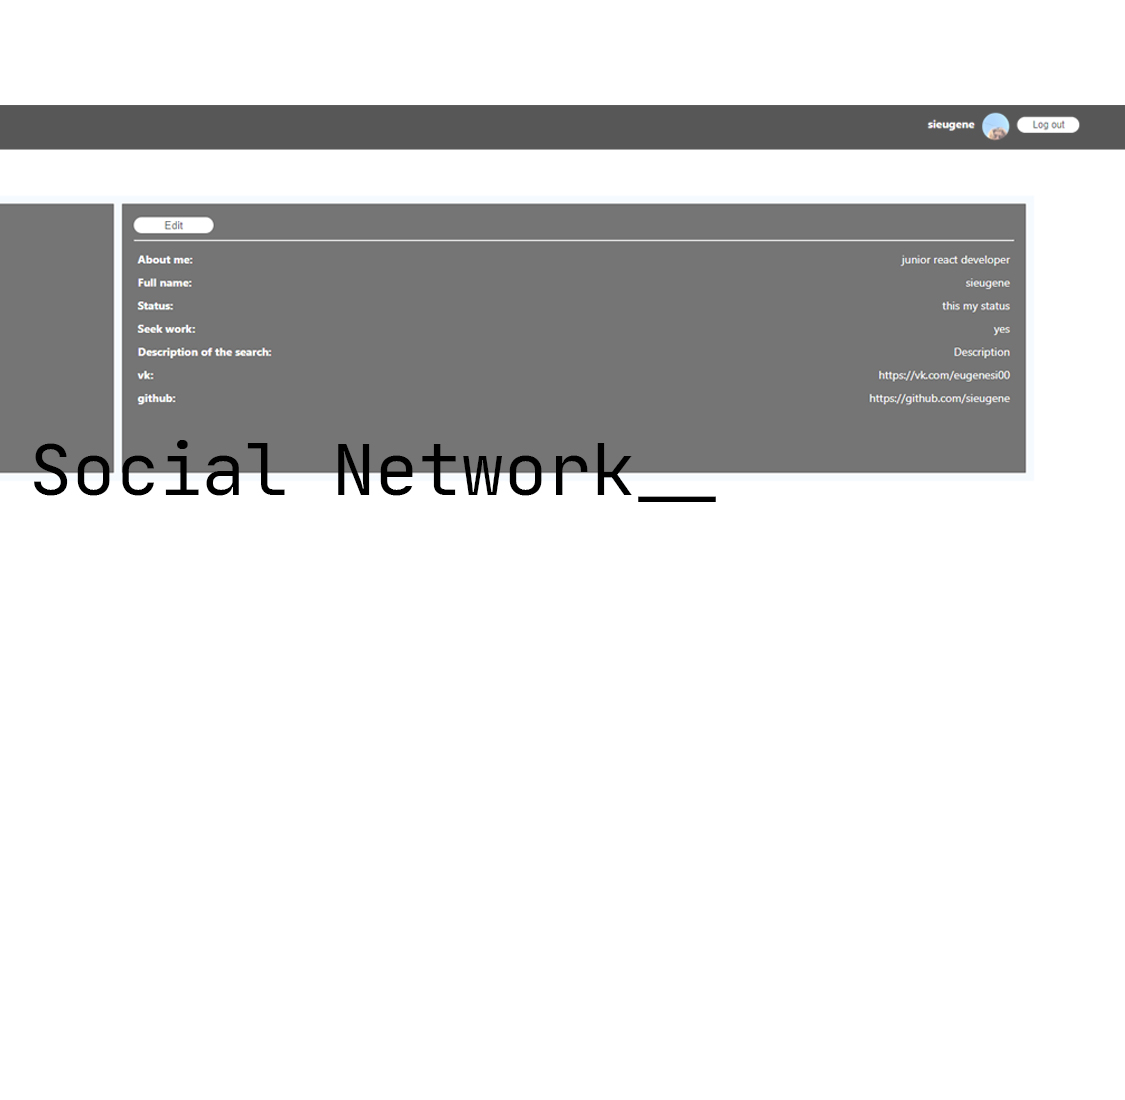 sieugene Log out
Edit
About me: junior react developer
Full name: sieugene
Status: this my status
Seek work: yes
Description of the search: Description
vk: https://vk.com/eugenesi00
github: https://github.com/sieugene
Social Network__